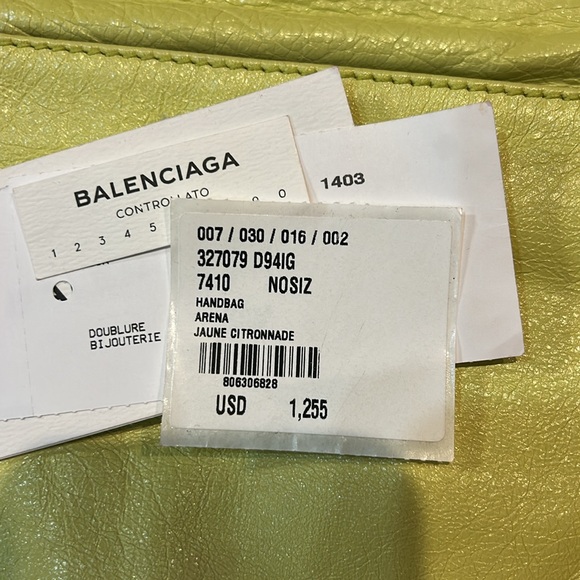 BALENCIAGA
CONTROLLATO
1 2 3 4 5 0 0
1403
DOUBLURE
BIJOUTERIE
007 / 030 / 016 / 002
327079 D94IG
7410 NOSIZ
HANDBAG
ARENA
JAUNE CITRONNADE
806306828
USD 1,255